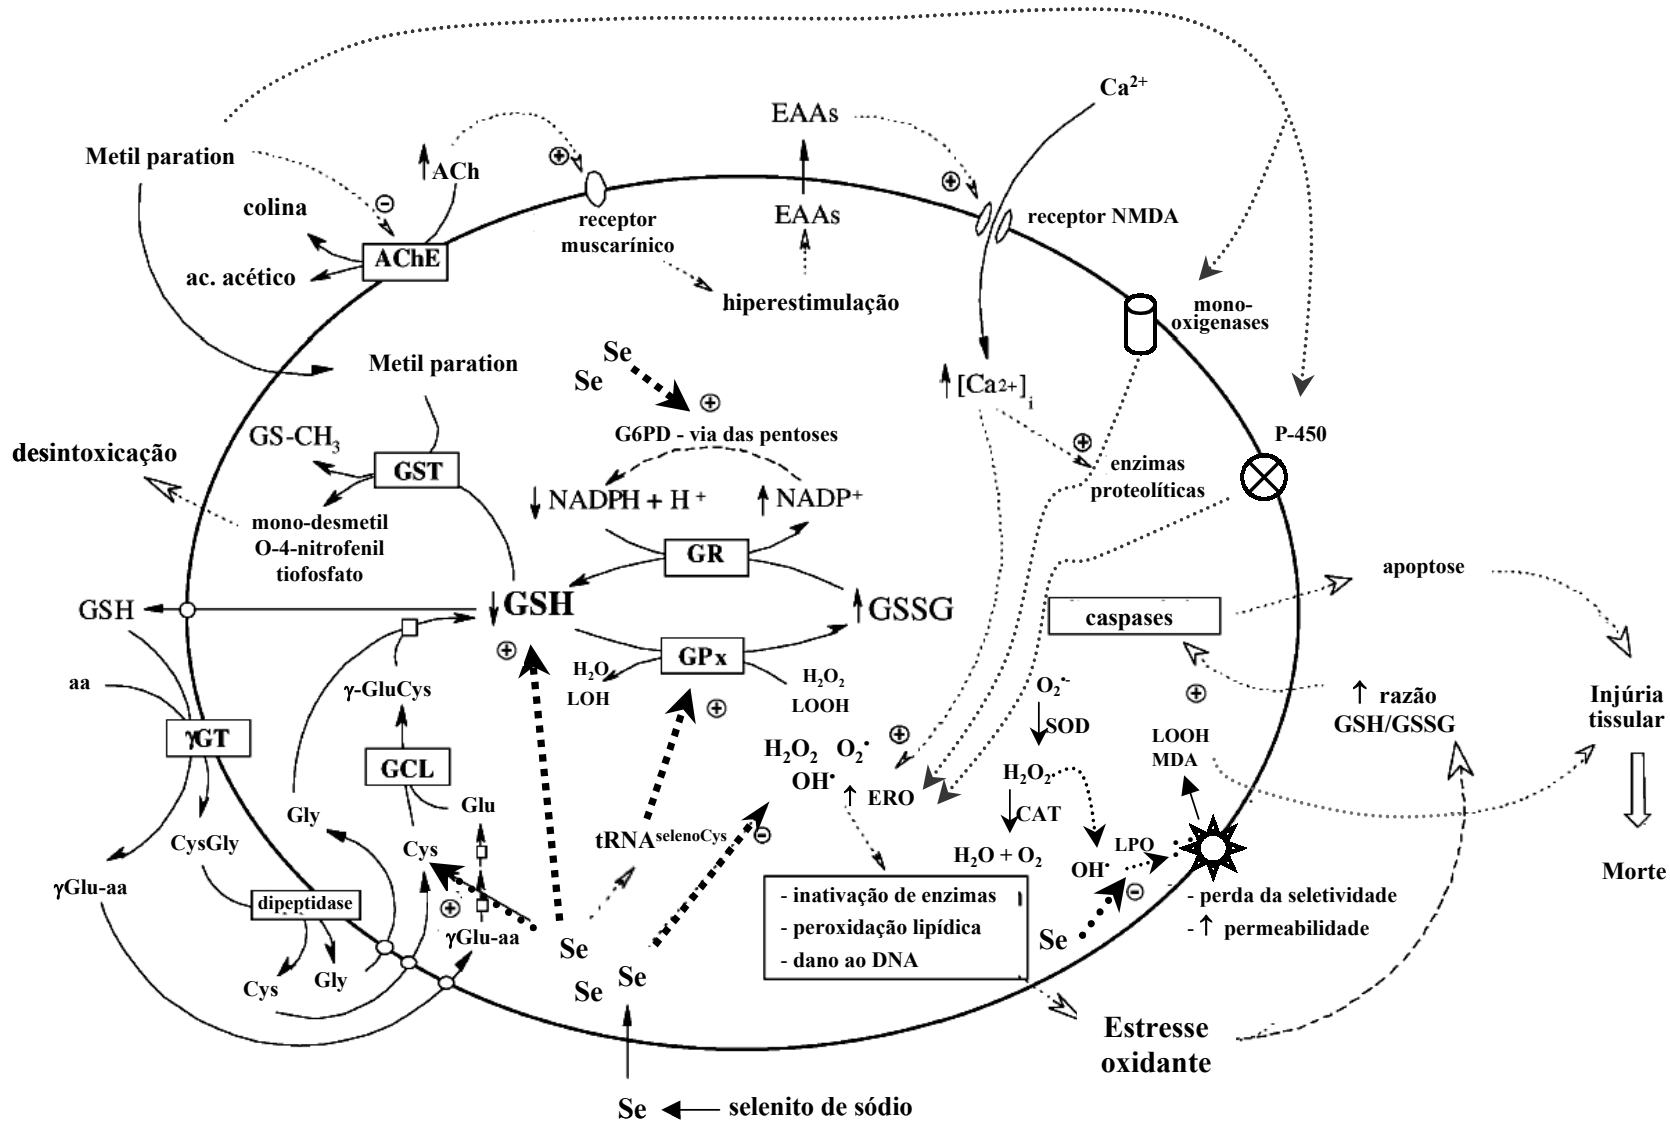 Ca²⁺
EAAs
Metil paration
↑ ACh
⊕
⊕
⊖
colina
EAAs
receptor
muscarínico
receptor NMDA
AChE
ac. acético
hiperestimulação
mono-
oxigenases
Se
Se
Metil paration
↑ [Ca2+]i
⊕
GS-CH₃
G6PD - via das pentoses
P-450
⊕
desintoxicação
GST
enzimas
proteolíticas
↓ NADPH + H⁺
↑ NADP⁺
mono-desmetil
O-4-nitrofenil
tiofosfato
GR
apoptose
GSH
↓ GSH
↑ GSSG
caspases
⊕
GPx
H₂O
LOH
H₂O₂
LOOH
aa
γ-GluCys
O₂•-
SOD
⊕
↑ razão
GSH/GSSG
Injúria
tissular
⊕
γGT
⊕
H₂O₂ O₂•
OH•
↑ ERO
LOOH
MDA
GCL
H₂O₂
CAT
Gly
Glu
CysGly
Cys
tRNAselenoCys
⊖
H₂O + O₂
OH•
LPO
Morte
γGlu-aa
dipeptidase
⊕
γGlu-aa
- inativação de enzimas
- peroxidação lipídica
- dano ao DNA
⊖
- perda da seletividade
- ↑ permeabilidade
Se
Se
Se
Se
Cys
Gly
Estresse
oxidante
Se
selenito de sódio